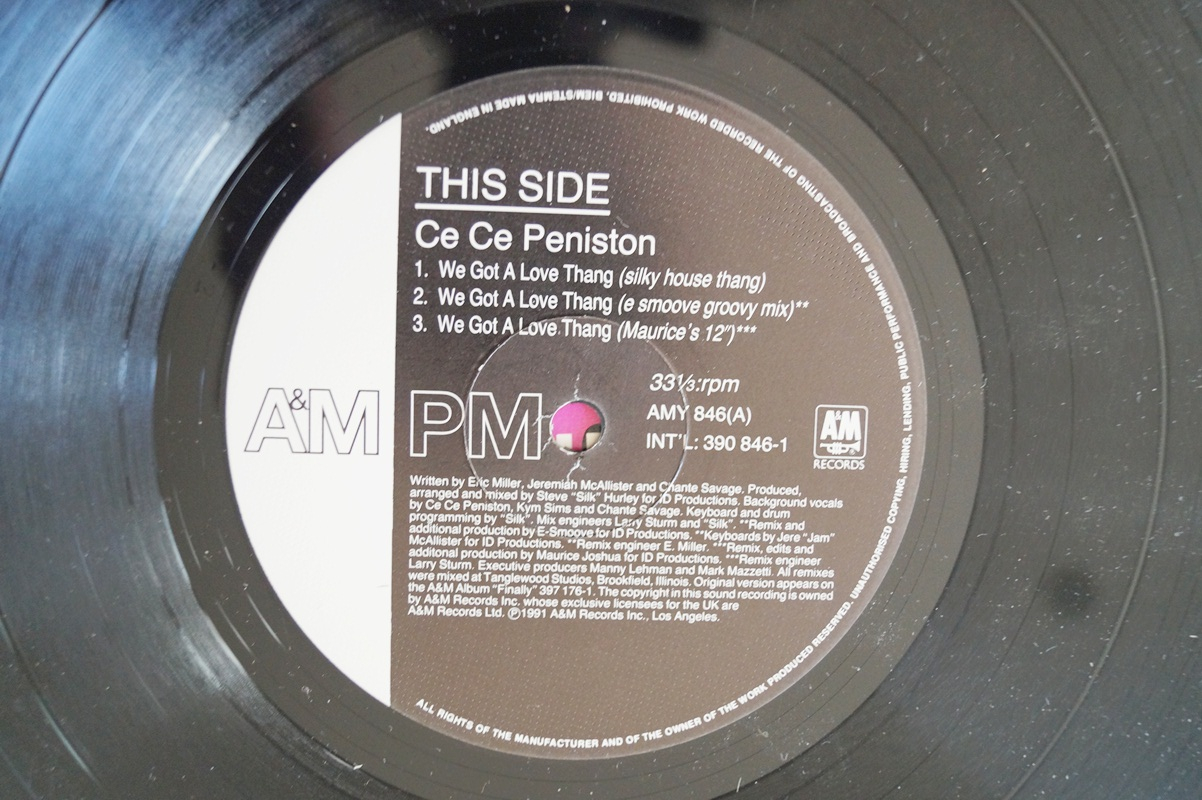 THIS SIDE
Ce Ce Peniston
1. We Got A Love Thang (silky house thang)
2. We Got A Love Thang (e smoove groovy mix)**
3. We Got A Love Thang (Maurice's 12")***
A&M PM
33⅓:rpm
AMY 846(A)
INT'L: 390 846-1
A&M
RECORDS
Written by Eric Miller, Jeremiah McAllister and Chante Savage. Produced,
arranged and mixed by Steve "Silk" Hurley for ID Productions. Background vocals
by Ce Ce Peniston, Kym Sims and Chante Savage. Keyboard and drum
programming by "Silk". Mix engineers Larry Sturm and "Silk". **Remix and
additional production by E-Smoove for ID Productions. **Keyboards by Jere "Jam"
McAllister for ID Productions. **Remix engineer E. Miller. ***Remix, edits and
additonal production by Maurice Joshua for ID Productions. ***Remix engineer
Larry Sturm. Executive producers Manny Lehman and Mark Mazzetti. All remixes
were mixed at Tanglewood Studios, Brookfield, Illinois. Original version appears on
the A&M Album "Finally" 397 176-1. The copyright in this sound recording is owned
by A&M Records Inc. whose exclusive licensees for the UK are
A&M Records Ltd. Ⓟ1991 A&M Records Inc., Los Angeles.
ALL RIGHTS OF THE MANUFACTURER AND OF THE OWNER OF THE WORK PRODUCED RESERVED. UNAUTHORISED COPYING, HIRING, LENDING, PUBLIC PERFORMANCE AND BROADCASTING OF THE RECORDED WORK PROHIBITED. BIEM/STEMRA MADE IN ENGLAND.